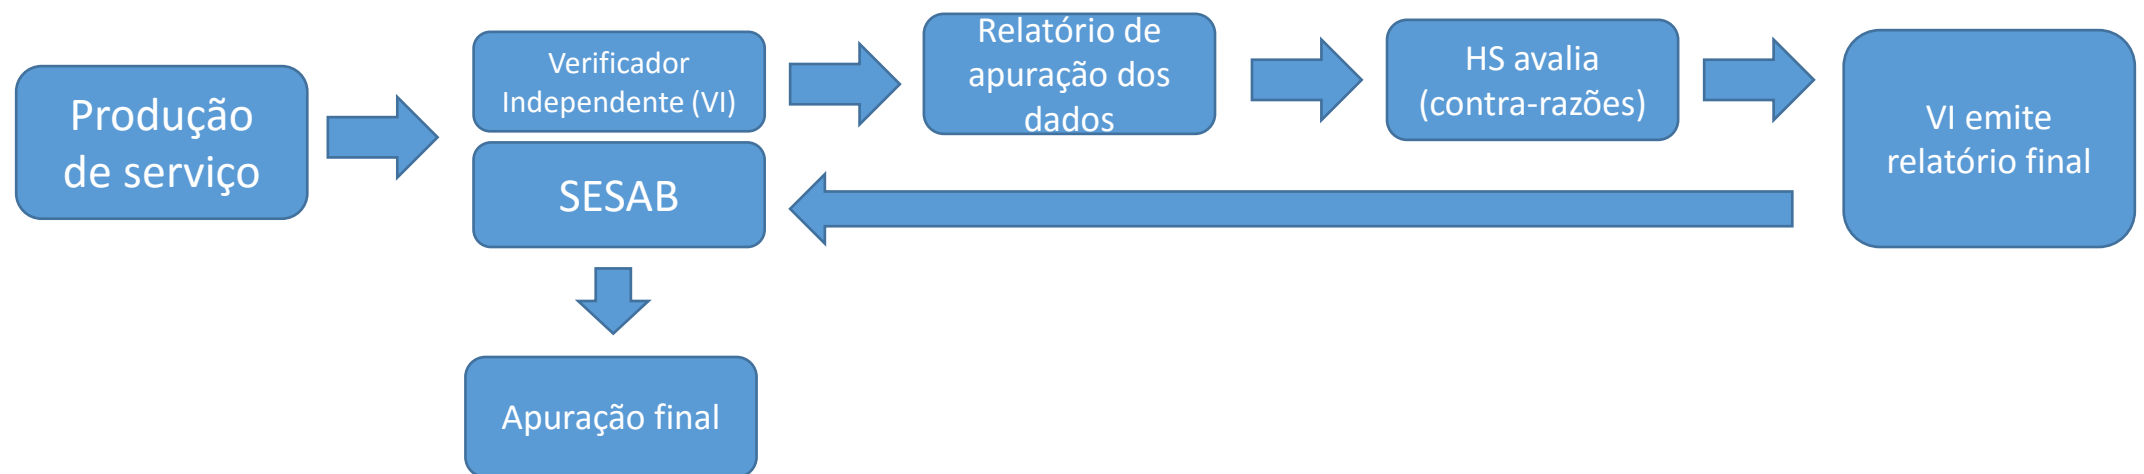 Produção
de serviço
Verificador
Independente (VI)
SESAB
Relatório de
apuração dos
dados
HS avalia
(contra-razões)
VI emite
relatório final
Apuração final